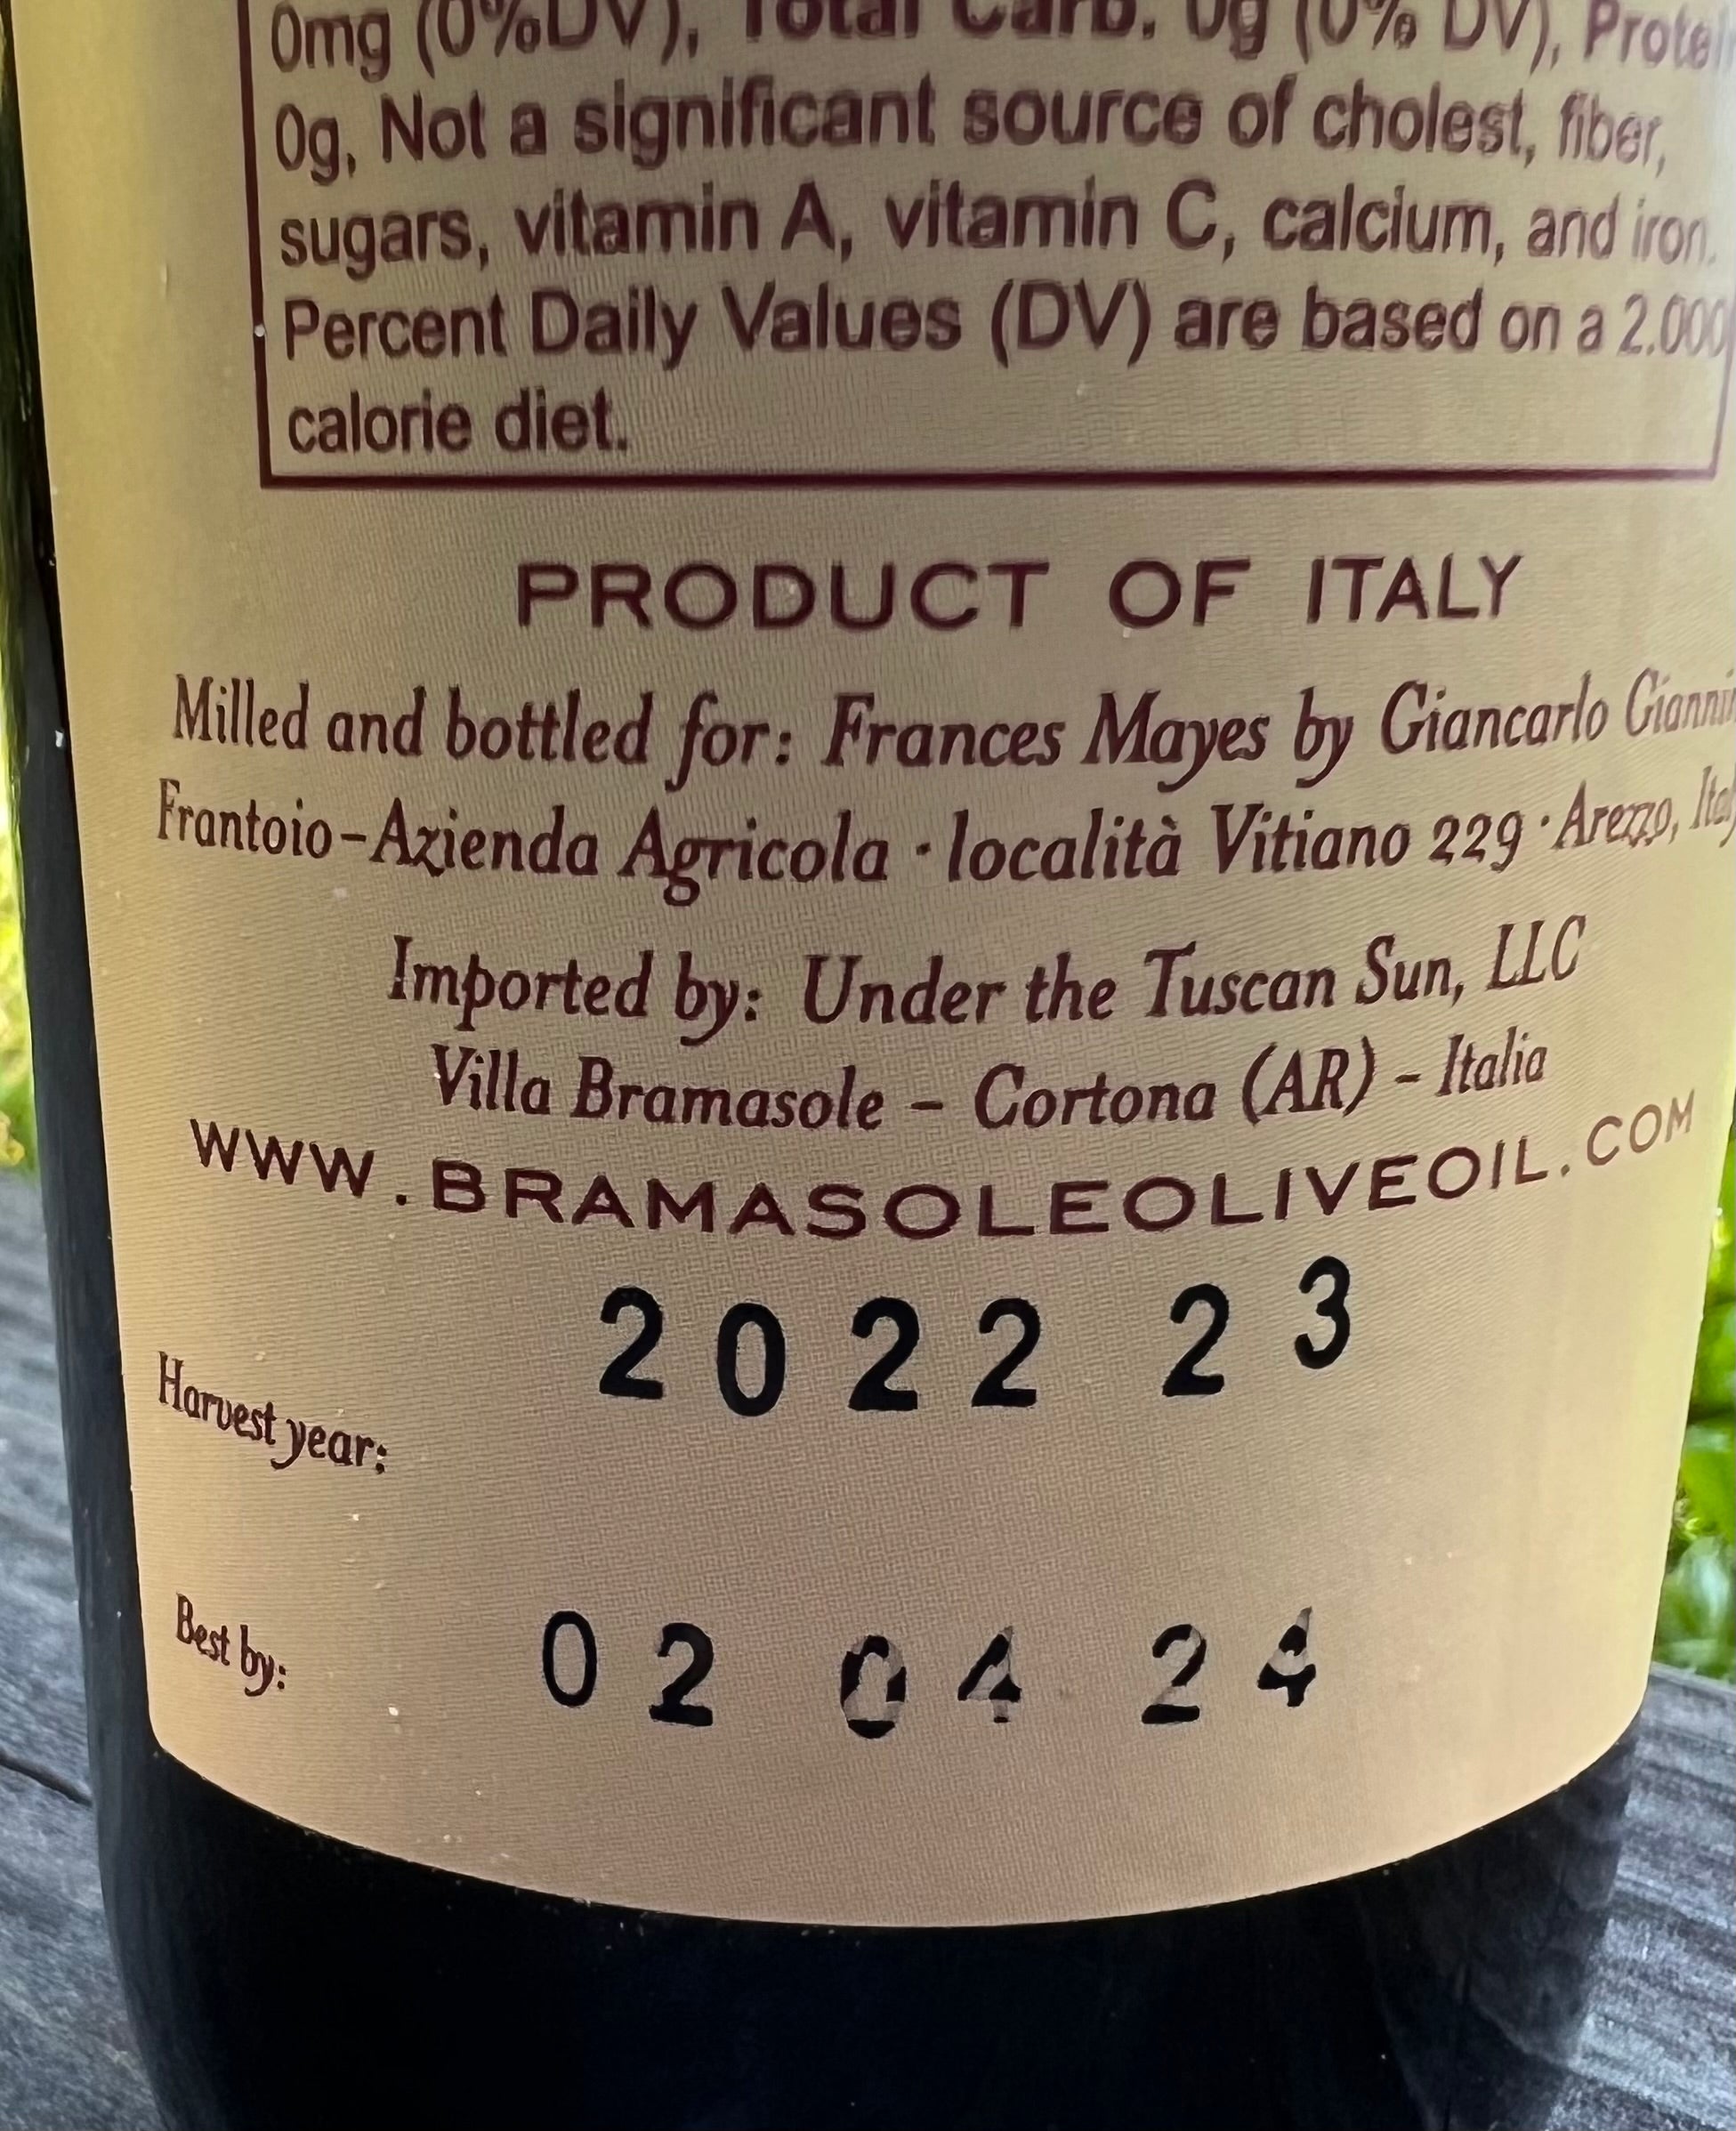 0mg (0%DV), Total Carb. 0g (0% DV),
0g, Not a significant source of cholest, fiber,
sugars, vitamin A, vitamin C, calcium, and iron.
Percent Daily Values (DV) are based on a 2.000
calorie diet.
PRODUCT OF ITALY
Milled and bottled for: Frances Mayes by Giancarlo
Frantoio-Azienda Agricola · località Vitiano 229 · Arezzo,
Imported by: Under the Tuscan Sun, LLC
Villa Bramasole - Cortona (AR) - Italia
WWW.BRAMASOLEOLIVEOIL.COM
Harvest year: 2022 23
Best by: 02 04 24